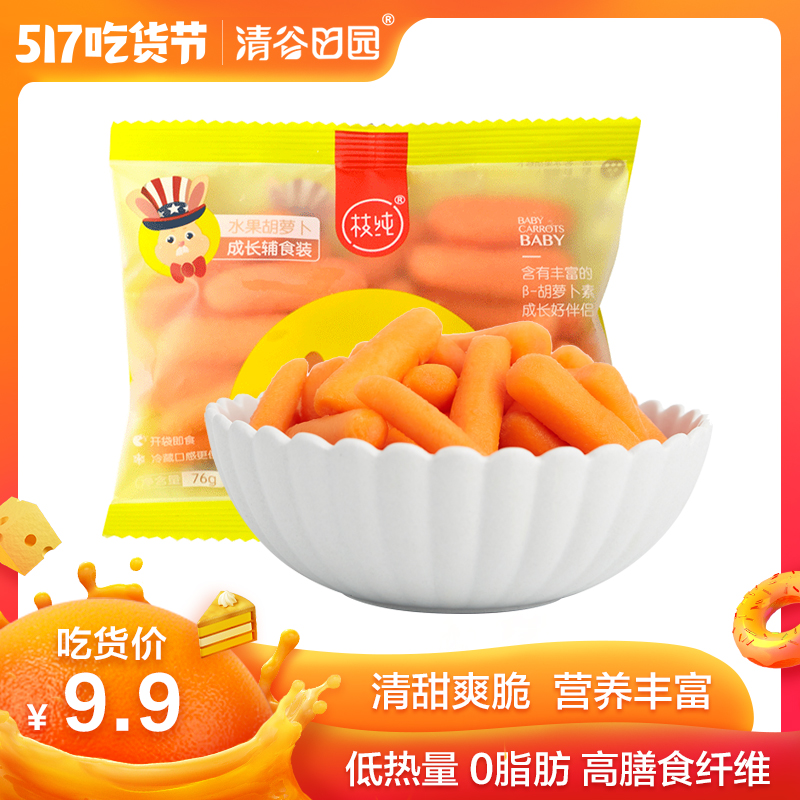 517吃货节 清谷田园®
枝纯®
水果胡萝卜
成长辅食装
BABY
CARROTS
BABY
含有丰富的
β-胡萝卜素
成长好伴侣
开袋即食
冷藏口感更
76g
吃货价
¥9.9
清甜爽脆 营养丰富
低热量 0脂肪 高膳食纤维